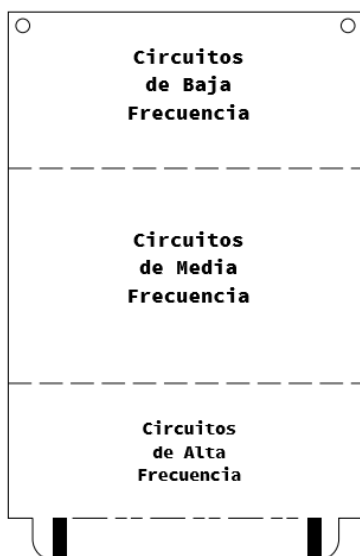 Circuitos
de Baja
Frecuencia
Circuitos
de Media
Frecuencia
Circuitos
de Alta
Frecuencia